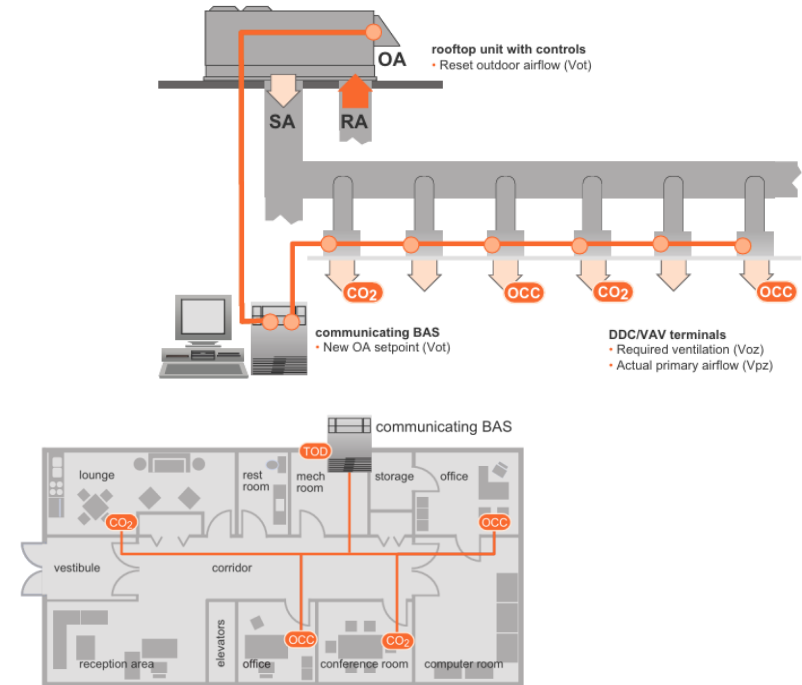 OA
rooftop unit with controls
• Reset outdoor airflow (Vot)
SA
RA
CO2
OCC
CO2
OCC
communicating BAS
• New OA setpoint (Vot)
DDC/VAV terminals
• Required ventilation (Voz)
• Actual primary airflow (Vpz)
communicating BAS
TOD
lounge
rest
room
mech
room
storage
office
CO2
OCC
vestibule
corridor
elevators
OCC
CO2
reception area
office
conference room
computer room